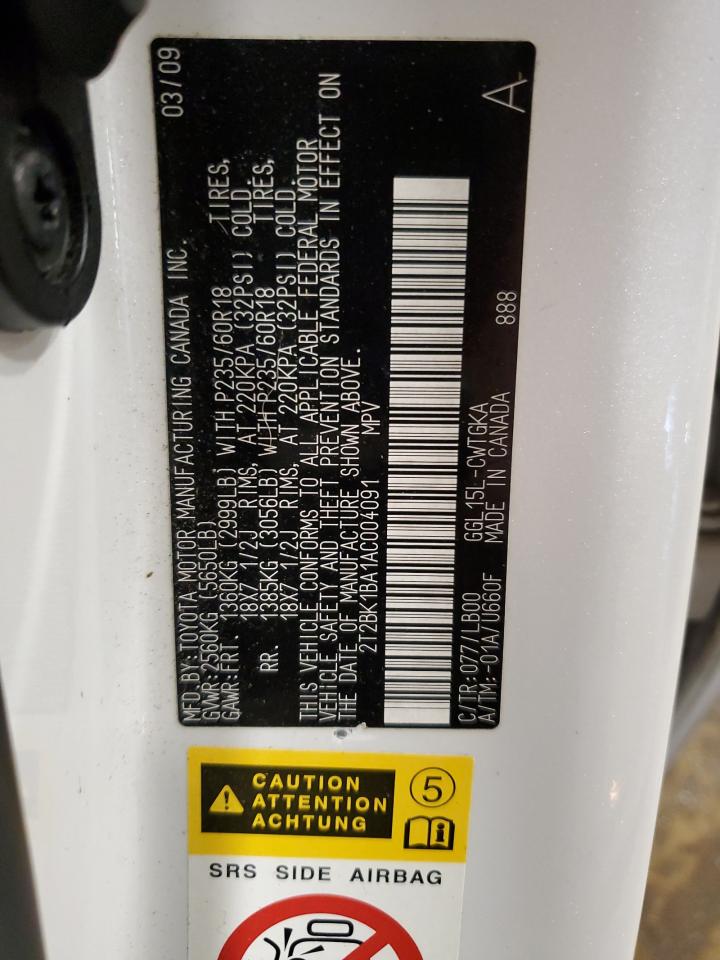 MFD.BY:TOYOTA MOTOR MANUFACTURING CANADA INC. 03/09
GVWR:2560KG (5650LB)
GAWR:FRT. 1360KG (2999LB) WITH P235/60R18 TIRES,
18X7 1/2J RIMS, AT 220KPA (32PSI) COLD.
RR. 1385KG (3056LB) WITH P235/60R18 TIRES,
18X7 1/2J RIMS, AT 220KPA (32PSI) COLD.
THIS VEHICLE CONFORMS TO ALL APPLICABLE FEDERAL MOTOR
VEHICLE SAFETY AND THEFT PREVENTION STANDARDS IN EFFECT ON
THE DATE OF MANUFACTURE SHOWN ABOVE.
2T2BK1BA1AC004091 MPV
C/TR:077/LB00 GGL15L-CWTGKA
A/TM:-01A/U660F MADE IN CANADA 888 A
CAUTION
ATTENTION
ACHTUNG
5
i
SRS SIDE AIRBAG